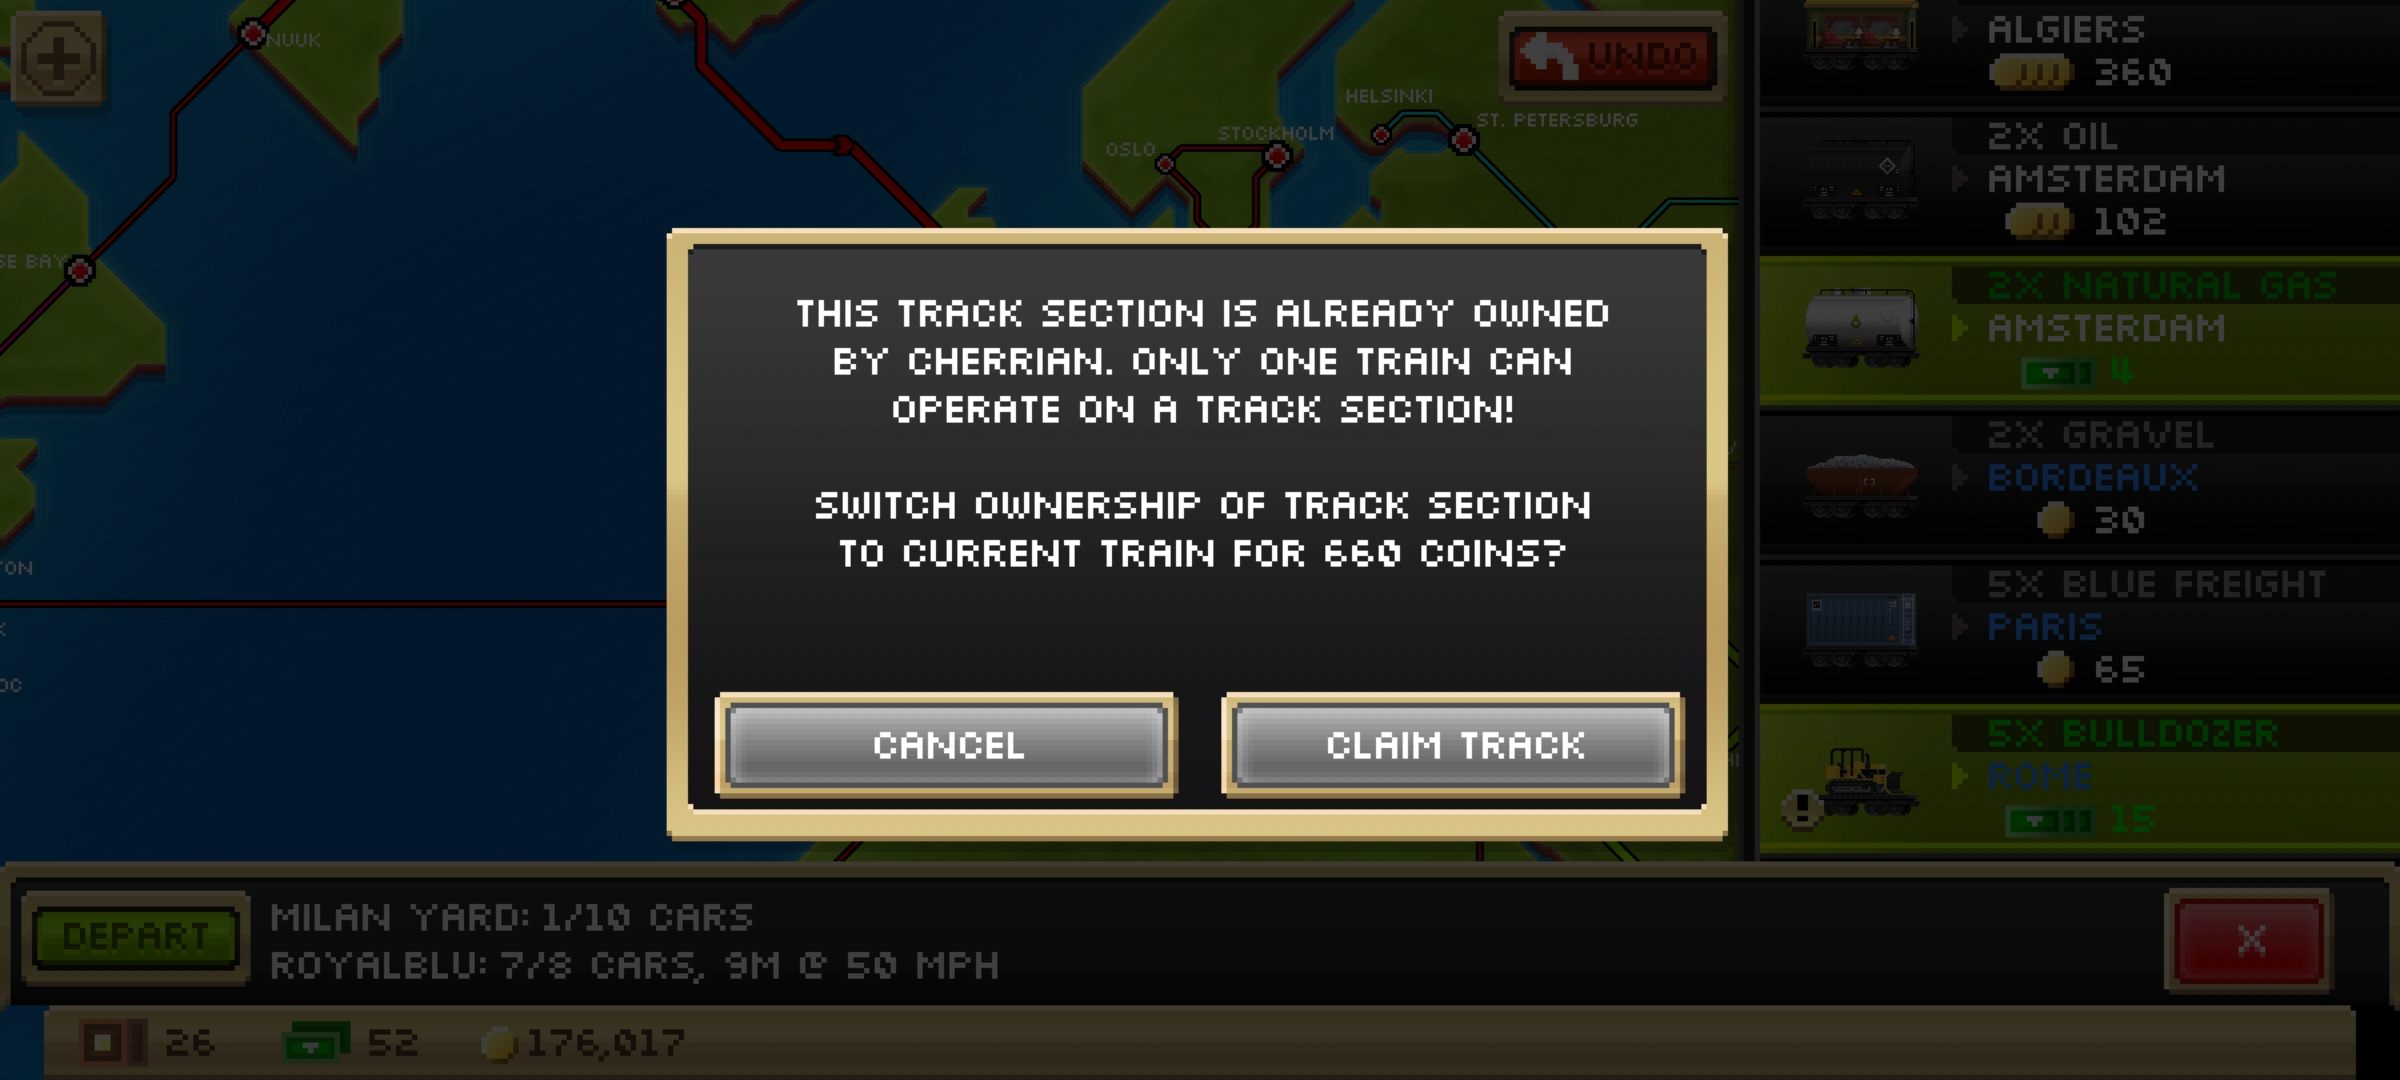 NUUK
UNDO
HELSINKI
ST. PETERSBURG
STOCKHOLM
OSLO
SE BAY
ALGIERS
360
2X OIL
AMSTERDAM
102
2X NATURAL GAS
AMSTERDAM
4
2X GRAVEL
BORDEAUX
30
5X BLUE FREIGHT
PARIS
65
5X BULLDOZER
ROME
15
THIS TRACK SECTION IS ALREADY OWNED
BY CHERRIAN. ONLY ONE TRAIN CAN
OPERATE ON A TRACK SECTION!
SWITCH OWNERSHIP OF TRACK SECTION
TO CURRENT TRAIN FOR 660 COINS?
CANCEL
CLAIM TRACK
TON
K
OC
DEPART
MILAN YARD: 1/10 CARS
ROYALBLU: 7/8 CARS, 9M @ 50 MPH
X
26
52
176,017